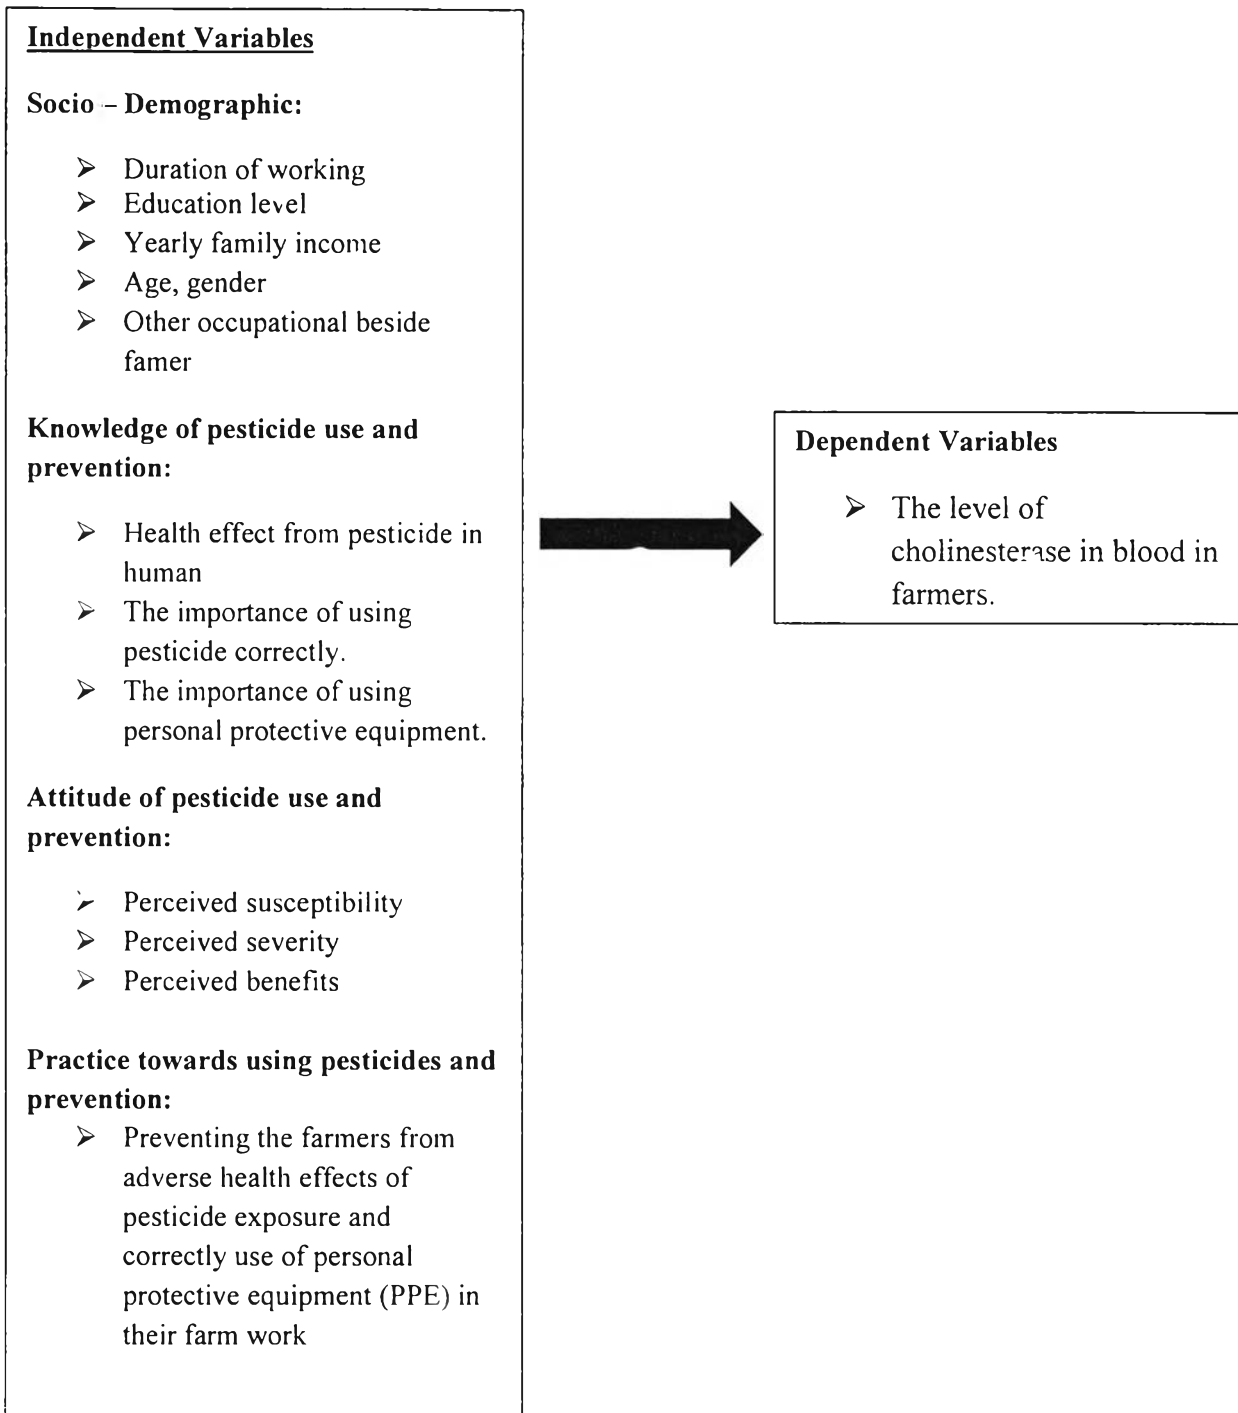 Independent Variables
Socio – Demographic:
➢ Duration of working
➢ Education level
➢ Yearly family income
➢ Age, gender
➢ Other occupational beside
famer
Knowledge of pesticide use and
prevention:
➢ Health effect from pesticide in
human
➢ The importance of using
pesticide correctly.
➢ The importance of using
personal protective equipment.
Attitude of pesticide use and
prevention:
➢ Perceived susceptibility
➢ Perceived severity
➢ Perceived benefits
Practice towards using pesticides and
prevention:
➢ Preventing the farmers from
adverse health effects of
pesticide exposure and
correctly use of personal
protective equipment (PPE) in
their farm work
Dependent Variables
➢ The level of
cholinesterase in blood in
farmers.